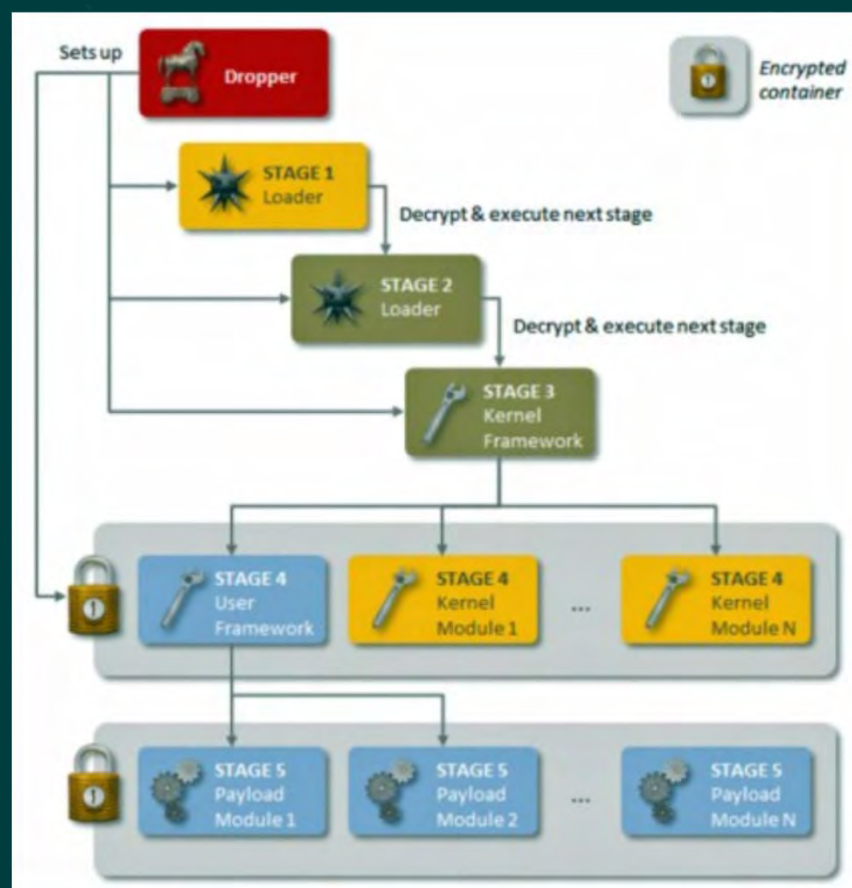 Sets up
Dropper
Encrypted
container
STAGE 1
Loader
Decrypt & execute next stage
STAGE 2
Loader
Decrypt & execute next stage
STAGE 3
Kernel
Framework
STAGE 4
User
Framework
STAGE 4
Kernel
Module 1
...
STAGE 4
Kernel
Module N
STAGE 5
Payload
Module 1
STAGE 5
Payload
Module 2
...
STAGE 5
Payload
Module N